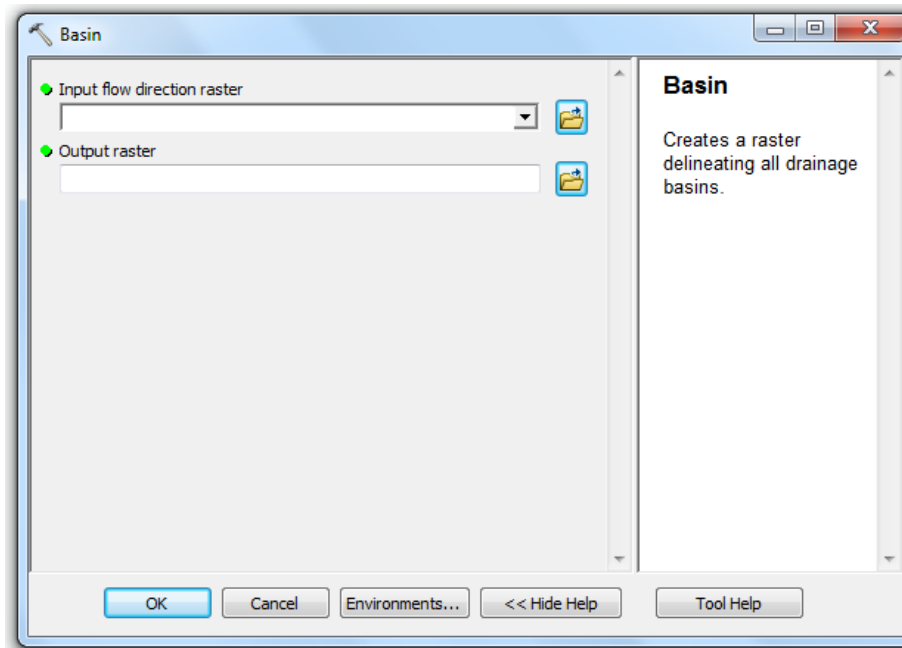 Basin
Input flow direction raster
Output raster
Basin
Creates a raster
delineating all drainage
basins.
OK
Cancel
Environments...
<< Hide Help
Tool Help